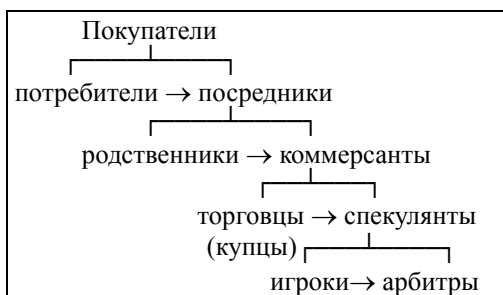 Покупатели
потребители → посредники
родственники → коммерсанты
торговцы → спекулянты
(купцы)
игроки→ арбитры